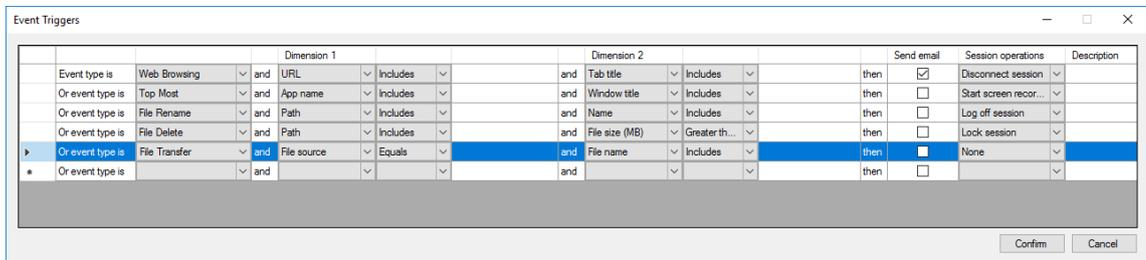 Event Triggers
Dimension 1 Dimension 2 Send email Session operations Description
Event type is Web Browsing and URL Includes and Tab title Includes then Disconnect session
Or event type is Top Most and App name Includes and Window title Includes then Start screen recor...
Or event type is File Rename and Path Includes and Name Includes then Log off session
Or event type is File Delete and Path Includes and File size (MB) Greater th... then Lock session
Or event type is File Transfer and File source Equals and File name Includes then None
Or event type is and and then
Confirm Cancel